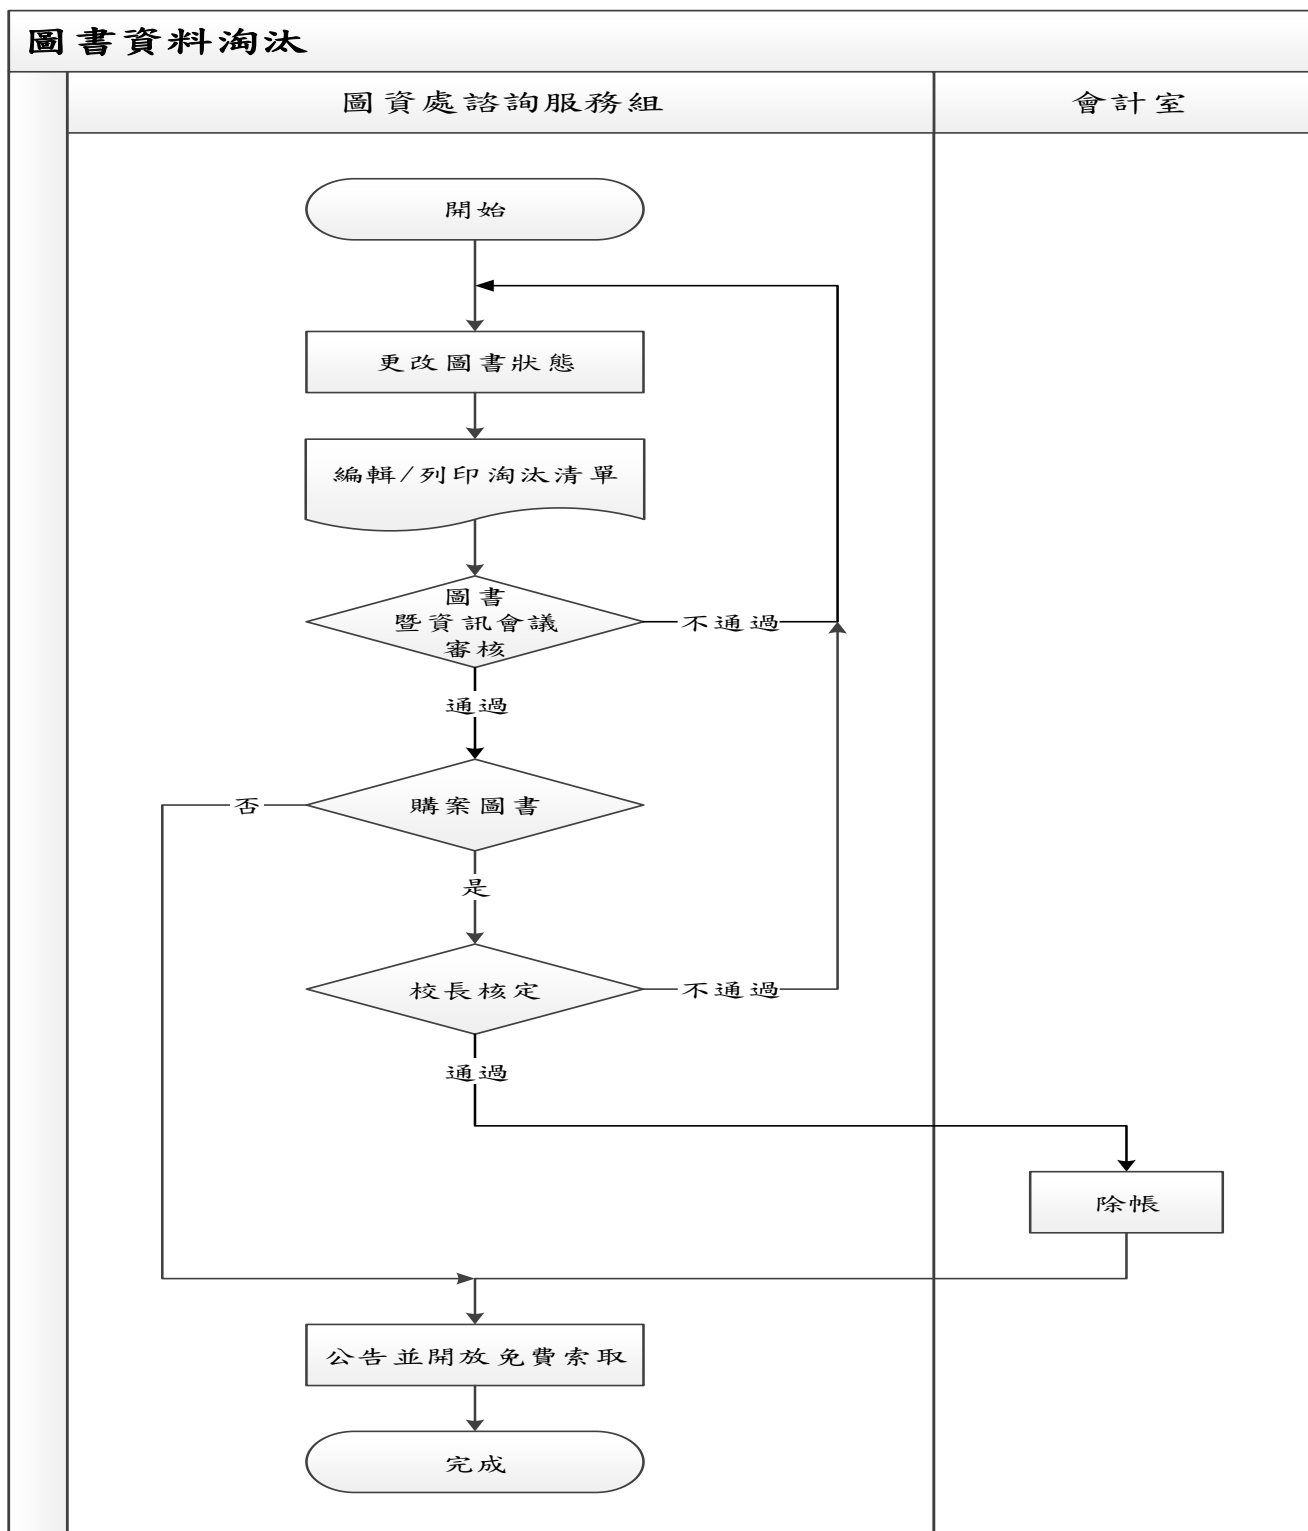 圖書資料淘汰
圖資處諮詢服務組
會計室
開始
更改圖書狀態
編輯/列印淘汰清單
圖書
暨資訊會議
審核
不通過
通過
購案圖書
否
是
校長核定
不通過
通過
除帳
公告並開放免費索取
完成